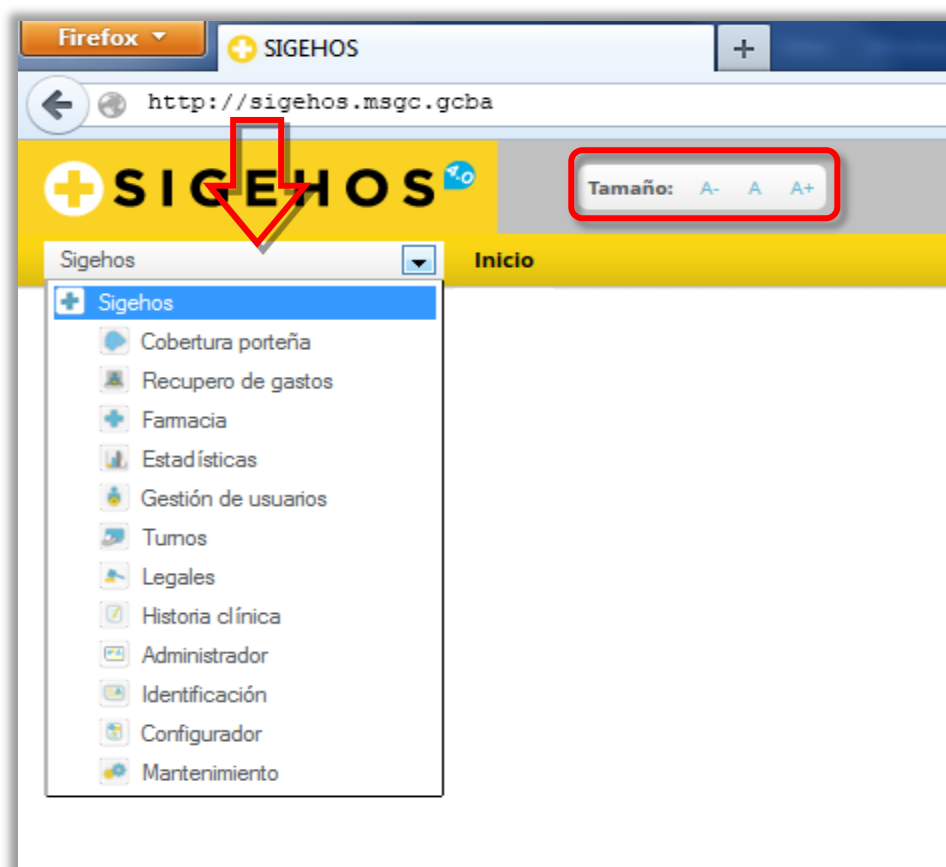 Firefox
SIGEHOS
+
http://sigehos.msgc.gcba
SIGEHOS 4.0
Tamaño: A- A A+
Sigehos
Inicio
Sigehos
Cobertura porteña
Recupero de gastos
Farmacia
Estadísticas
Gestión de usuarios
Turnos
Legales
Historia clínica
Administrador
Identificación
Configurador
Mantenimiento